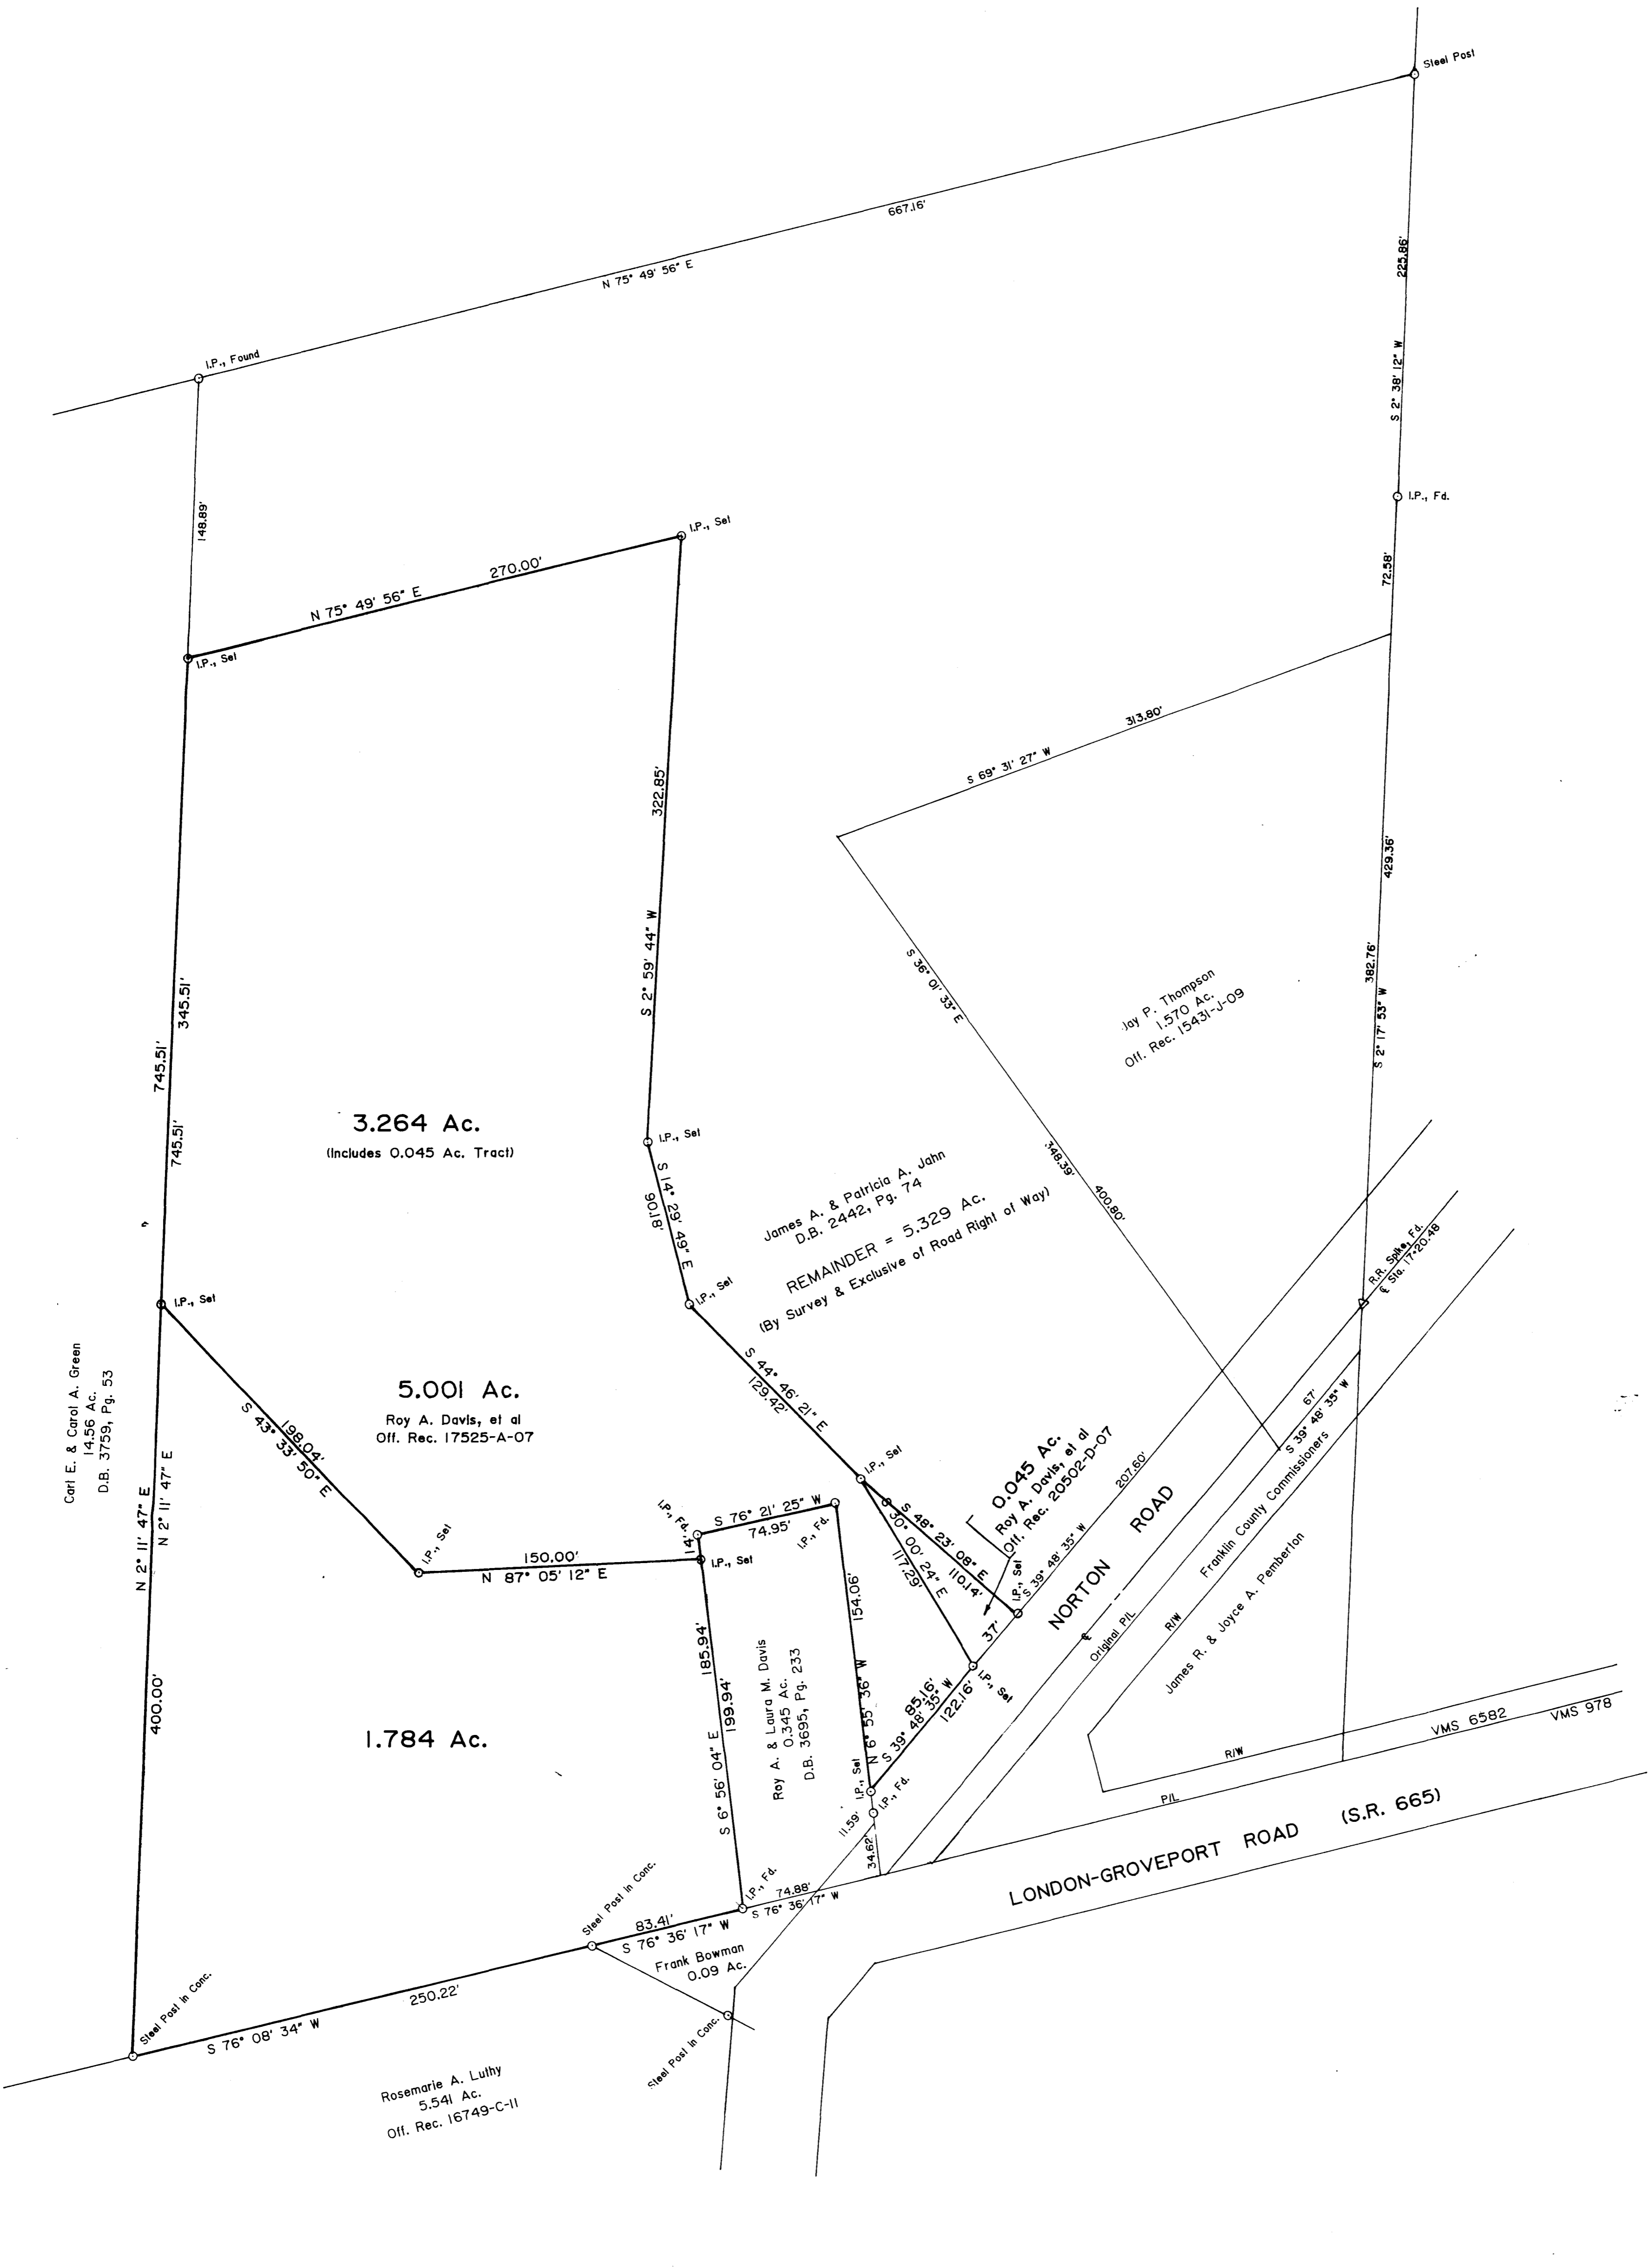 Steel Post
667.16'
N 75° 49' 56" E
225.86'
S 2° 38' 12" W
I.P., Found
148.89'
I.P., Fd.
72.58'
I.P., Set
270.00'
N 75° 49' 56" E
I.P., Set
313.80'
S 69° 31' 27" W
322.85'
S 2° 59' 44" W
429.36'
382.76'
S 2° 17' 53" W
S 36° 01' 33" E
348.39'
400.80'
Jay P. Thompson
1.570 Ac.
Off. Rec. 15431-J-09
345.51'
745.51'
745.51'
3.264 Ac.
(Includes 0.045 Ac. Tract)
I.P., Set
S 14° 29' 49" E
90.18'
James A. & Patricia A. Jahn
D.B. 2442, Pg. 74
REMAINDER = 5.329 Ac.
(By Survey & Exclusive of Road Right of Way)
I.P., Set
I.P., Set
R.R. Spike, Fd.
℄ Sta. 17+20.48
S 44° 46' 21" E
129.42'
Carl E. & Carol A. Green
14.56 Ac.
D.B. 3759, Pg. 53
5.001 Ac.
Roy A. Davis, et al
Off. Rec. 17525-A-07
198.04'
S 43° 33' 50" E
N 2° 11' 47" E
N 2° 11' 47" E
I.P., Set
0.045 Ac.
Roy A. Davis, et al
Off. Rec. 20502-D-07
67'
S 39° 48' 35" W
Franklin County Commissioners
207.60'
S 39° 48' 35" W
NORTON ROAD
S 48° 23' 08" E
110.14'
30° 00' 24" E
117.29'
I.P., Set
I.P., Fd.
S 76° 21' 25" W
74.95'
I.P., Fd.
14'
I.P., Set
I.P., Set
150.00'
N 87° 05' 12" E
154.06'
N 6° 55' 36" W
37'
℄
Original P/L
R/W
James R. & Joyce A. Pemberton
I.P., Set
85.16'
S 39° 48' 35" W
122.16'
185.94'
199.94'
S 6° 56' 04" E
Roy A. & Laura M. Davis
0.345 Ac.
D.B. 3695, Pg. 233
400.00'
1.784 Ac.
I.P., Set
I.P., Fd.
11.59'
34.62'
VMS 6582
VMS 978
R/W
P/L
LONDON-GROVEPORT ROAD (S.R. 665)
I.P., Fd.
74.88'
S 76° 36' 17" W
Steel Post in Conc.
83.41'
S 76° 36' 17" W
Frank Bowman
0.09 Ac.
Steel Post in Conc.
250.22'
S 76° 08' 34" W
Steel Post in Conc.
Rosemarie A. Luthy
5.541 Ac.
Off. Rec. 16749-C-11